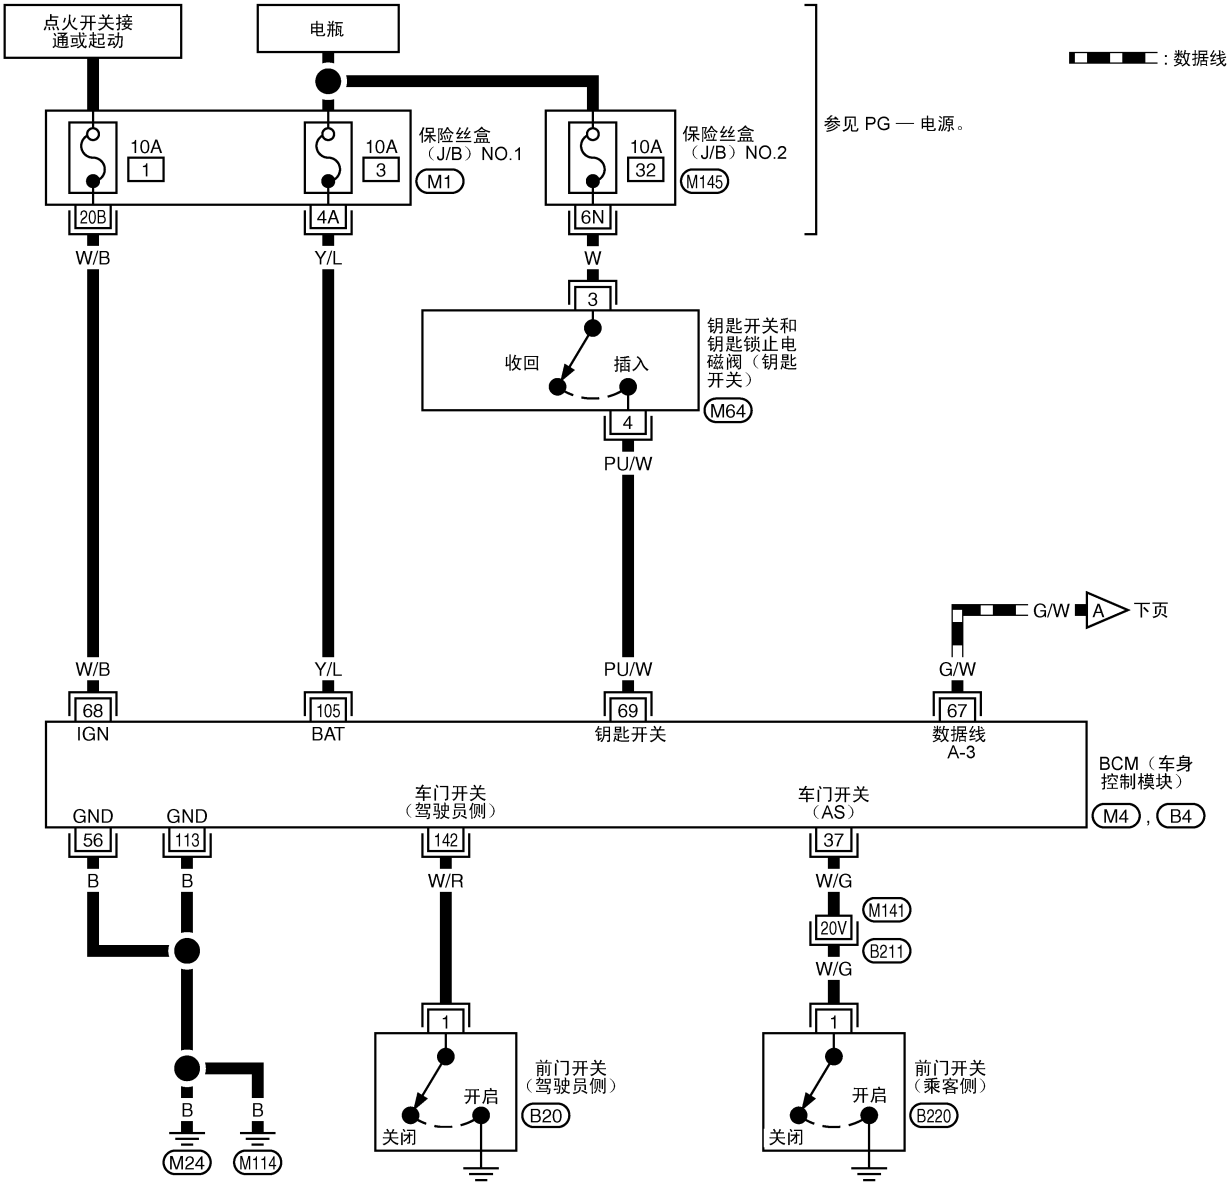 点火开关接
通或起动
电瓶
: 数据线
参见 PG — 电源。
10A
1
10A
3
保险丝盒
（J/B）NO.1
M1
10A
32
保险丝盒
（J/B）NO.2
M145
20B
4A
6N
W/B
Y/L
W
3
收回
插入
钥匙开关和
钥匙锁止电
磁阀（钥匙
开关）
M64
4
PU/W
G/W
A
下页
W/B
Y/L
PU/W
G/W
68
105
69
67
IGN
BAT
钥匙开关
数据线
A-3
BCM（车身
控制模块）
M4 , B4
GND
GND
车门开关
（驾驶员侧）
车门开关
（AS）
56
113
142
37
B
B
W/R
W/G
M141
20V
B211
W/G
1
1
前门开关
（驾驶员侧）
B20
开启
关闭
前门开关
（乘客侧）
B220
开启
关闭
B
B
M24
M114